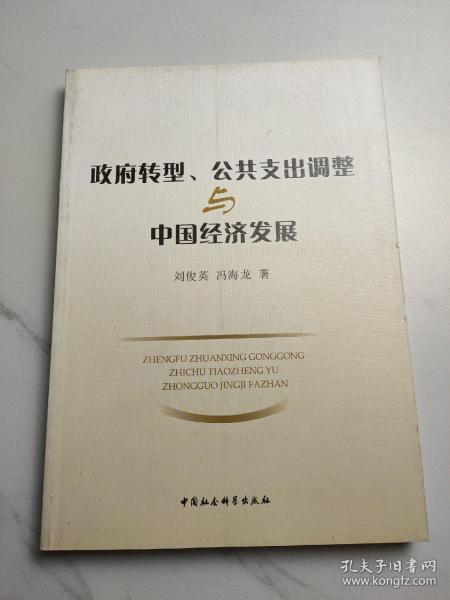 政府转型、公共支出调整
与
中国经济发展
刘俊英 冯海龙 著
ZHENGFU ZHUANXING GONGGONG
ZHICHU TIAOZHENG YU
ZHONGGUO JINGJI FAZHAN
中国社会科学出版社
孔夫子旧书网
www.kongfz.com